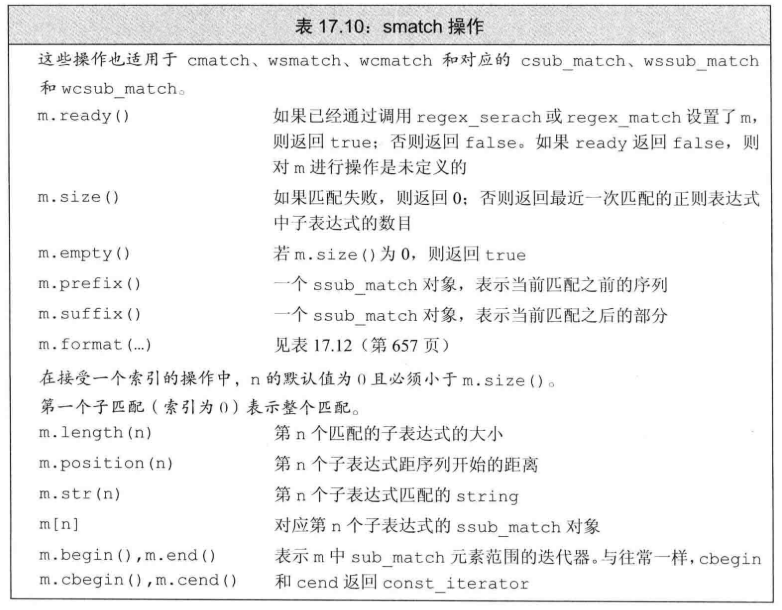 表 17.10：smatch 操作
这些操作也适用于 cmatch、wsmatch、wcmatch 和对应的 csub_match、wssub_match
和 wcsub_match。
m.ready() 如果已经通过调用 regex_serach 或 regex_match 设置了 m，
则返回 true；否则返回 false。如果 ready 返回 false，则
对 m 进行操作是未定义的
m.size() 如果匹配失败，则返回 0；否则返回最近一次匹配的正则表达式
中子表达式的数目
m.empty() 若 m.size() 为 0，则返回 true
m.prefix() 一个 ssub_match 对象，表示当前匹配之前的序列
m.suffix() 一个 ssub_match 对象，表示当前匹配之后的部分
m.format(…) 见表 17.12（第 657 页）
在接受一个索引的操作中，n 的默认值为 0 且必须小于 m.size()。
第一个子匹配（索引为 0）表示整个匹配。
m.length(n) 第 n 个匹配的子表达式的大小
m.position(n) 第 n 个子表达式距序列开始的距离
m.str(n) 第 n 个子表达式匹配的 string
m[n] 对应第 n 个子表达式的 ssub_match 对象
m.begin(),m.end() 表示 m 中 sub_match 元素范围的迭代器。与往常一样，cbegin
m.cbegin(),m.cend() 和 cend 返回 const_iterator